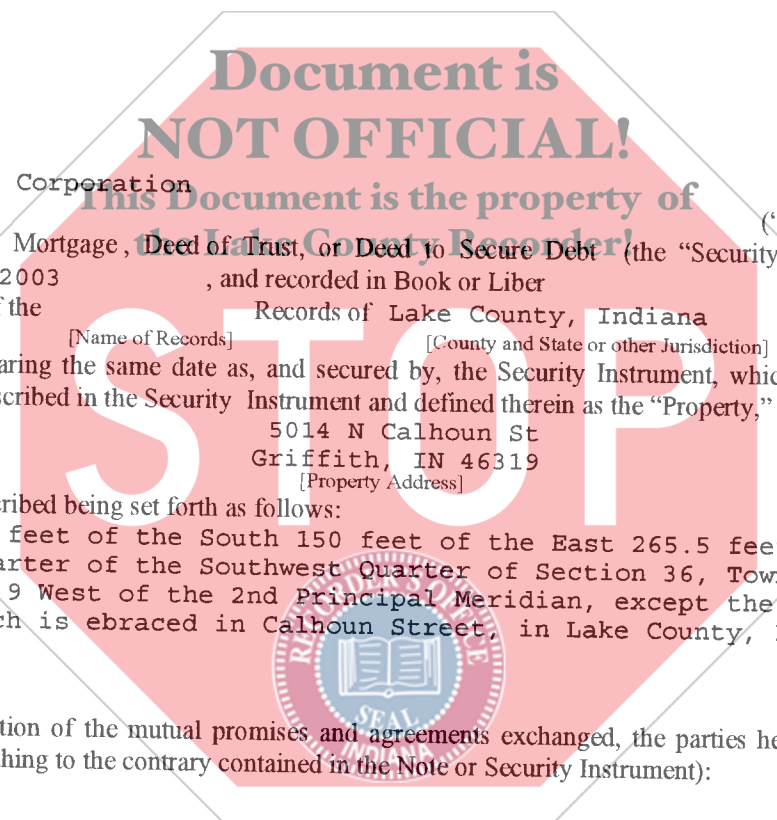 Document is
NOT OFFICIAL!
Corporation
This Document is the property of
the Lake County Recorder!
Mortgage, Deed of Trust, or Deed to Secure Debt (the “Security
2003 , and recorded in Book or Liber
the Records of Lake County, Indiana
[Name of Records] [County and State or other Jurisdiction]
aring the same date as, and secured by, the Security Instrument, whic
scribed in the Security Instrument and defined therein as the “Property,”
5014 N Calhoun St
Griffith, IN 46319
[Property Address]
cribed being set forth as follows:
feet of the South 150 feet of the East 265.5 fee
arter of the Southwest Quarter of Section 36, Tow
9 West of the 2nd Principal Meridian, except the
ch is ebraced in Calhoun Street, in Lake County,
tion of the mutual promises and agreements exchanged, the parties he
thing to the contrary contained in the Note or Security Instrument):
STOP
RECORDER'S OFFICE
SEAL
INDIANA